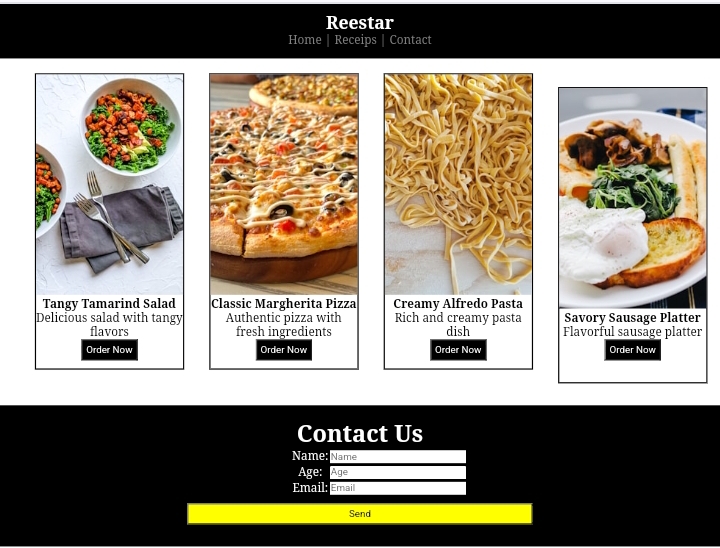 Reestar
Home | Receips | Contact
Tangy Tamarind Salad
Delicious salad with tangy
flavors
Order Now
Classic Margherita Pizza
Authentic pizza with
fresh ingredients
Order Now
Creamy Alfredo Pasta
Rich and creamy pasta
dish
Order Now
Savory Sausage Platter
Flavorful sausage platter
Order Now
Contact Us
Name: Name
Age: Age
Email: Email
Send